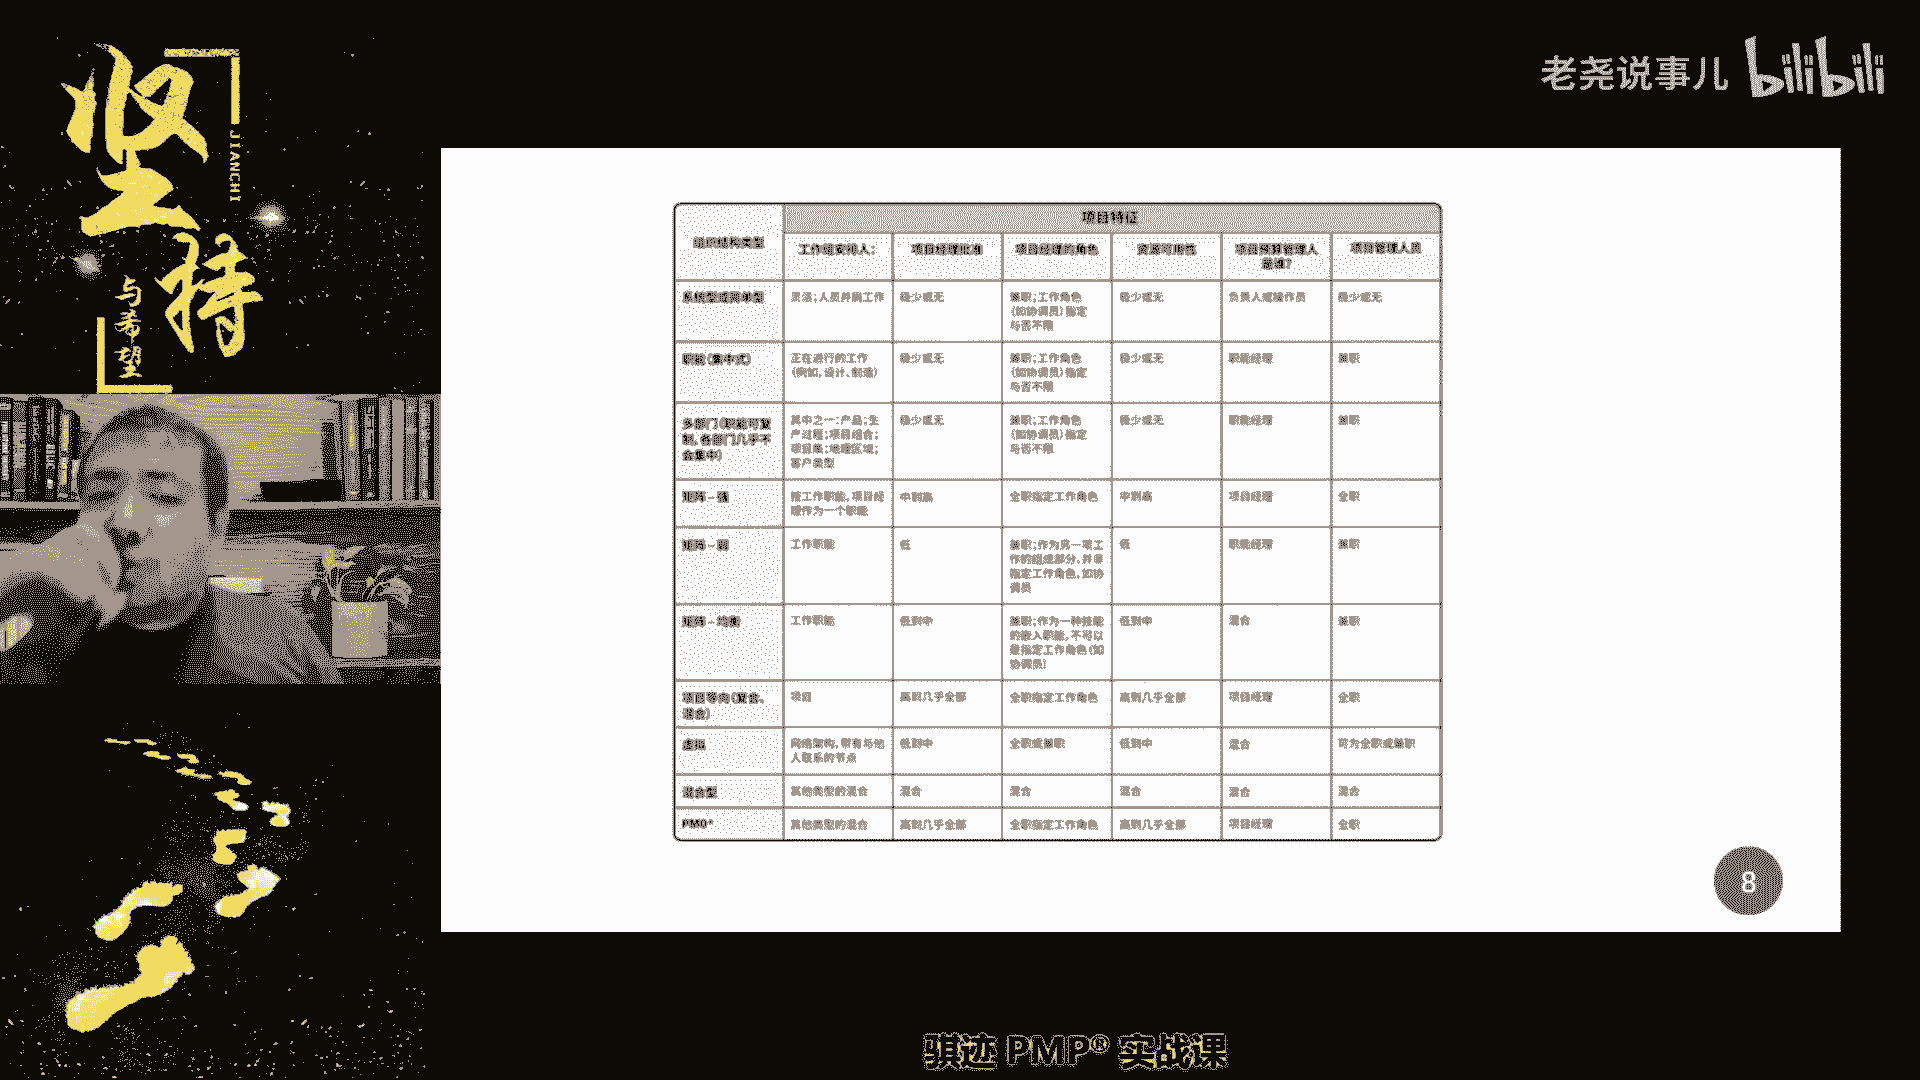 坚持
JIANCHI
与希望
老尧说事儿 bilibili
组织结构类型
项目特征
工作组安排人：
项目经理批准
项目经理的角色
资源可用性
项目预算管理人
是谁？
项目管理人员
系统型或简单型
灵活；人员并肩工作
极少或无
兼职；工作角色
（如协调员）指定
与否不限
极少或无
负责人或操作员
极少或无
职能（集中式）
正在进行的工作
（例如，设计、制造）
极少或无
兼职；工作角色
（如协调员）指定
与否不限
极少或无
职能经理
兼职
多部门（职能可复
制，各部门几乎不
会集中）
其中之一：产品；生
产过程；项目组合；
项目集；地理区域；
客户类型
极少或无
兼职；工作角色
（如协调员）指定
与否不限
极少或无
职能经理
兼职
矩阵 – 强
按工作职能，项目经
理作为一个职能
中到高
全职指定工作角色
中到高
项目经理
全职
矩阵 – 弱
工作职能
低
兼职；作为另一项工
作的组成部分，并非
指定工作角色，如协
调员
低
职能经理
兼职
矩阵 – 均衡
工作职能
低到中
兼职；作为一种技能
的嵌入职能，不可以
是指定工作角色（如
协调员）
低到中
混合
兼职
项目导向（复合、
混合）
项目
高到几乎全部
全职指定工作角色
高到几乎全部
项目经理
全职
虚拟
网络架构，带有与他
人联系的节点
低到中
全职或兼职
低到中
混合
可为全职或兼职
混合型
其他类型的混合
混合
混合
混合
混合
混合
PMO*
其他类型的混合
高到几乎全部
全职指定工作角色
高到几乎全部
项目经理
全职
8
骐迹 PMP® 实战课